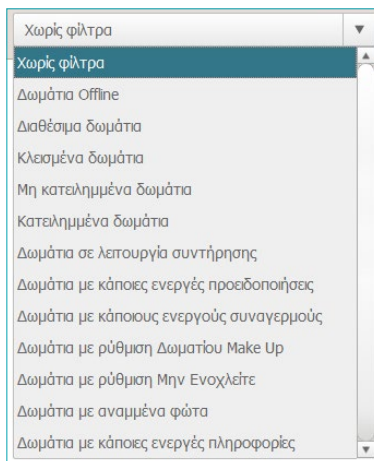 Χωρίς φίλτρα
Χωρίς φίλτρα
Δωμάτια Offline
Διαθέσιμα δωμάτια
Κλεισμένα δωμάτια
Μη κατειλημμένα δωμάτια
Κατειλημμένα δωμάτια
Δωμάτια σε λειτουργία συντήρησης
Δωμάτια με κάποιες ενεργές προειδοποιήσεις
Δωμάτια με κάποιους ενεργούς συναγερμούς
Δωμάτια με ρύθμιση Δωματίου Make Up
Δωμάτια με ρύθμιση Μην Ενοχλείτε
Δωμάτια με αναμμένα φώτα
Δωμάτια με κάποιες ενεργές πληροφορίες